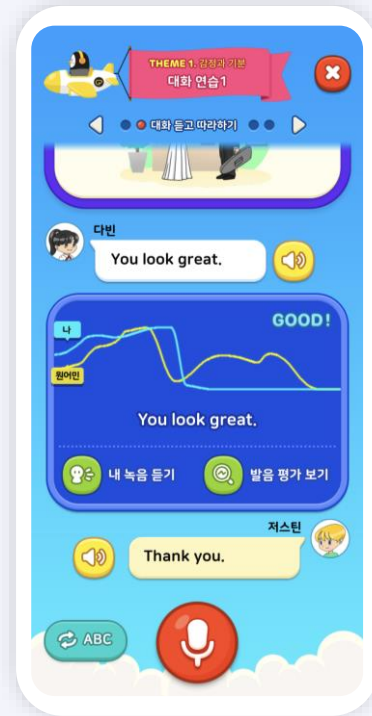 THEME 1. 감정과 기분
대화 연습1
대화 듣고 따라하기
다빈
You look great.
GOOD!
나
원어민
You look great.
내 녹음 듣기
발음 평가 보기
저스틴
Thank you.
ABC